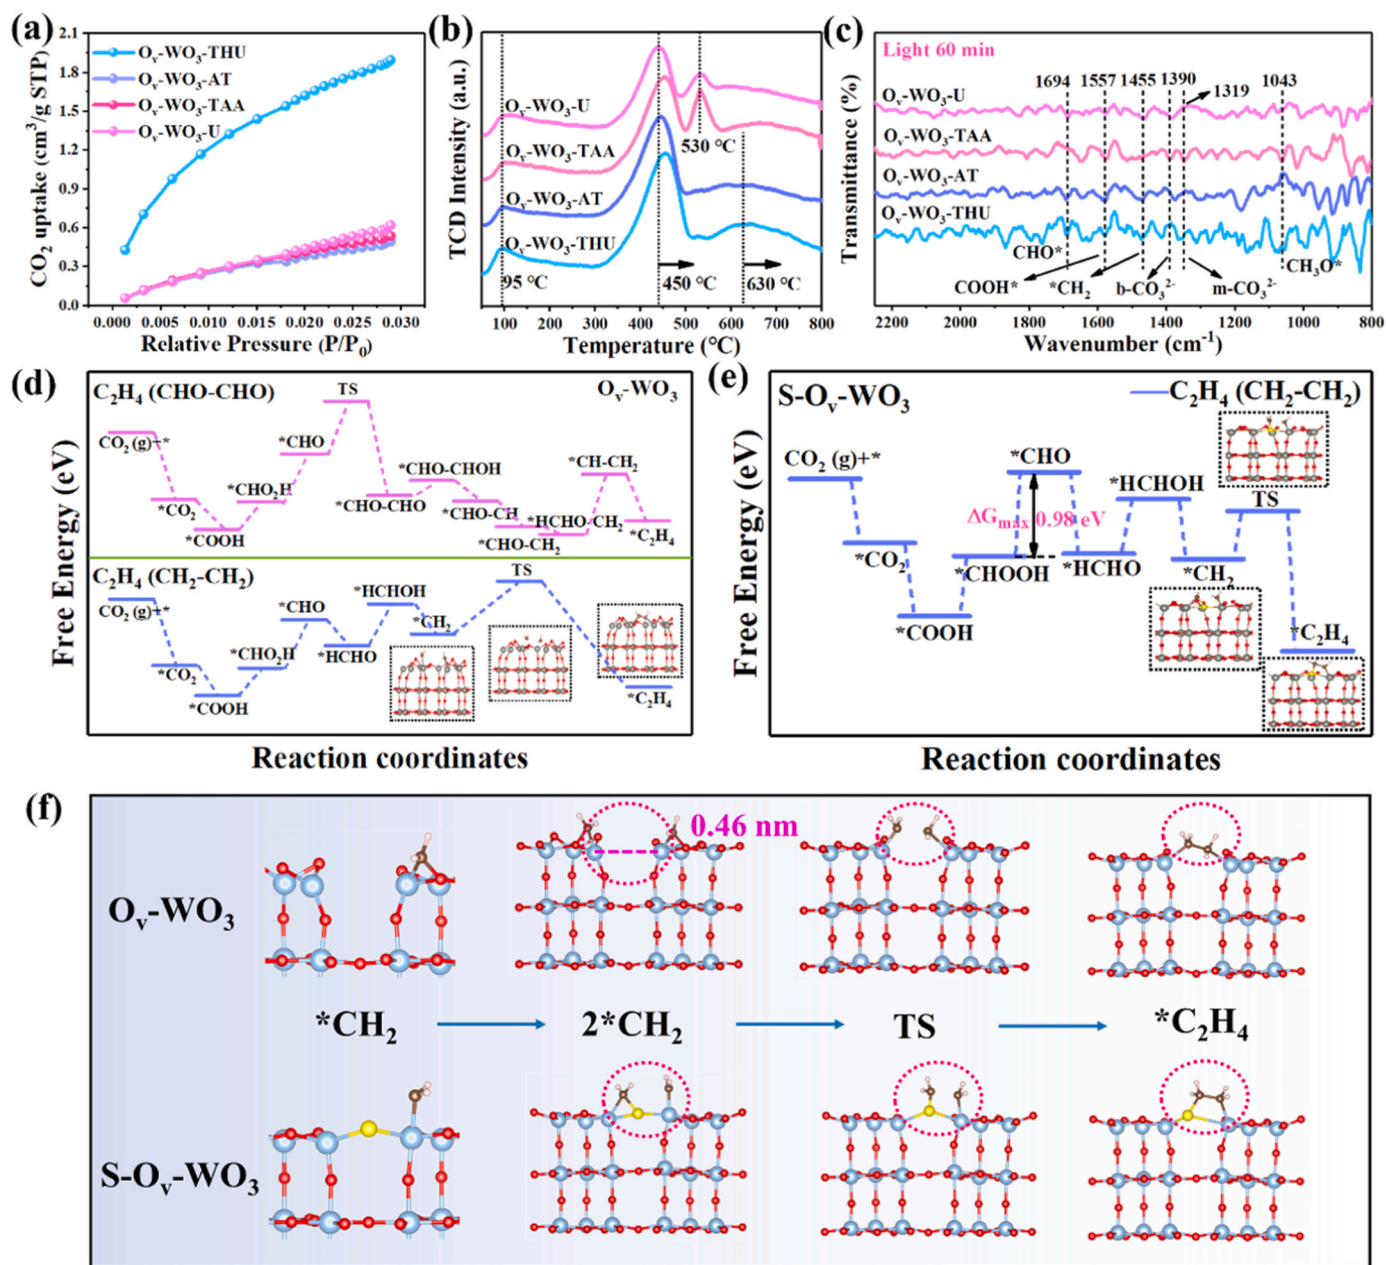 (a)
2.1
1.8
1.5
1.2
0.9
0.6
0.3
0.0
CO₂ uptake (cm³/g STP)
Oᵥ-WO₃-THU
Oᵥ-WO₃-AT
Oᵥ-WO₃-TAA
Oᵥ-WO₃-U
0.000 0.005 0.010 0.015 0.020 0.025 0.030
Relative Pressure (P/P₀)
(b)
TCD Intensity (a.u.)
Oᵥ-WO₃-U
Oᵥ-WO₃-TAA
Oᵥ-WO₃-AT
Oᵥ-WO₃-THU
530 °C
95 °C
450 °C
630 °C
100 200 300 400 500 600 700 800
Temperature (°C)
(c)
Transmittance (%)
Light 60 min
1694 1557 1455 1390 1319 1043
Oᵥ-WO₃-U
Oᵥ-WO₃-TAA
Oᵥ-WO₃-AT
Oᵥ-WO₃-THU
CHO*
COOH*
*CH₂
b-CO₃²⁻
m-CO₃²⁻
CH₃O*
2200 2000 1800 1600 1400 1200 1000 800
Wavenumber (cm⁻¹)
(d)
Free Energy (eV)
C₂H₄ (CHO-CHO)
Oᵥ-WO₃
CO₂ (g)+*
*CO₂
*COOH
*CHO₂H
*CHO
TS
*CHO-CHO
*CHO-CHOH
*CHO-CH
*CHO-CH₂
*HCHO-CH₂
*CH-CH₂
*C₂H₄
C₂H₄ (CH₂-CH₂)
CO₂ (g)+*
*CO₂
*COOH
*CHO₂H
*CHO
*HCHO
*HCHOH
*CH₂
TS
*C₂H₄
Reaction coordinates
(e)
Free Energy (eV)
S-Oᵥ-WO₃
C₂H₄ (CH₂-CH₂)
CO₂ (g)+*
*CO₂
*COOH
*CHOOH
*CHO
ΔGₘₐₓ 0.98 eV
*HCHO
*HCHOH
*CH₂
TS
*C₂H₄
Reaction coordinates
(f)
0.46 nm
Oᵥ-WO₃
*CH₂ 2*CH₂ TS *C₂H₄
S-Oᵥ-WO₃